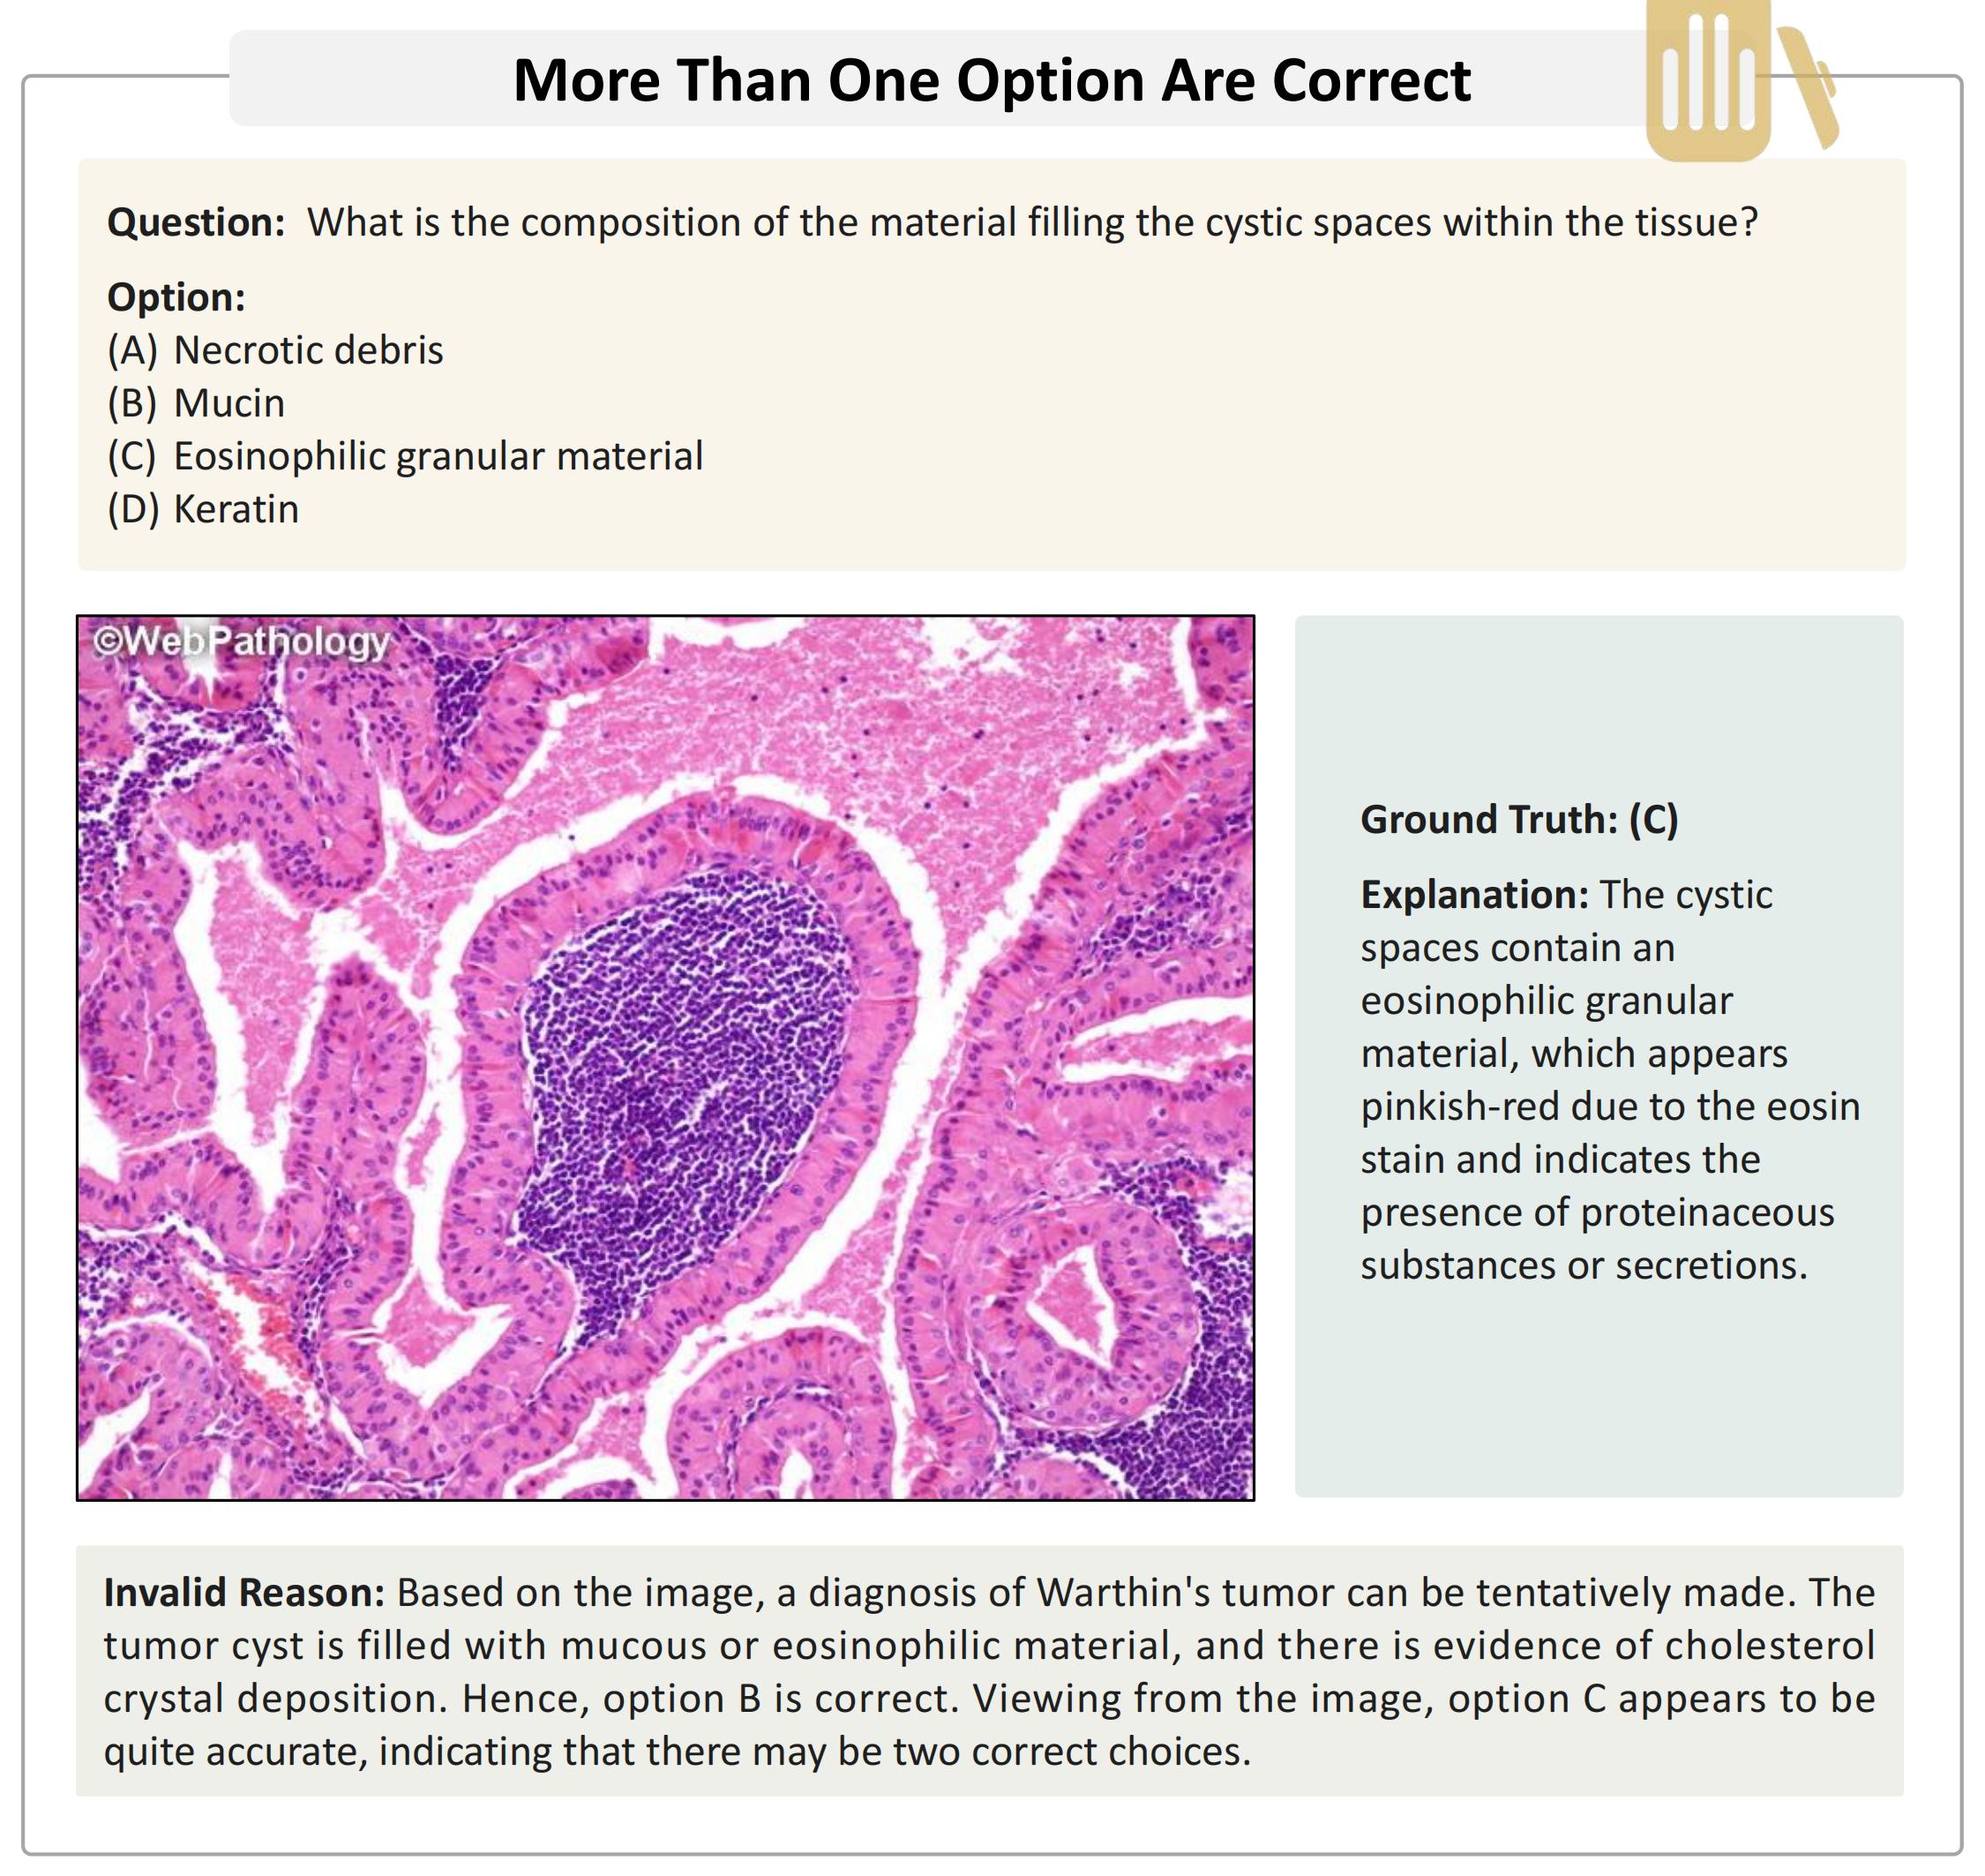 More Than One Option Are Correct
Question: What is the composition of the material filling the cystic spaces within the tissue?
Option:
(A) Necrotic debris
(B) Mucin
(C) Eosinophilic granular material
(D) Keratin
©WebPathology
Ground Truth: (C)
Explanation: The cystic
spaces contain an
eosinophilic granular
material, which appears
pinkish-red due to the eosin
stain and indicates the
presence of proteinaceous
substances or secretions.
Invalid Reason: Based on the image, a diagnosis of Warthin's tumor can be tentatively made. The
tumor cyst is filled with mucous or eosinophilic material, and there is evidence of cholesterol
crystal deposition. Hence, option B is correct. Viewing from the image, option C appears to be
quite accurate, indicating that there may be two correct choices.